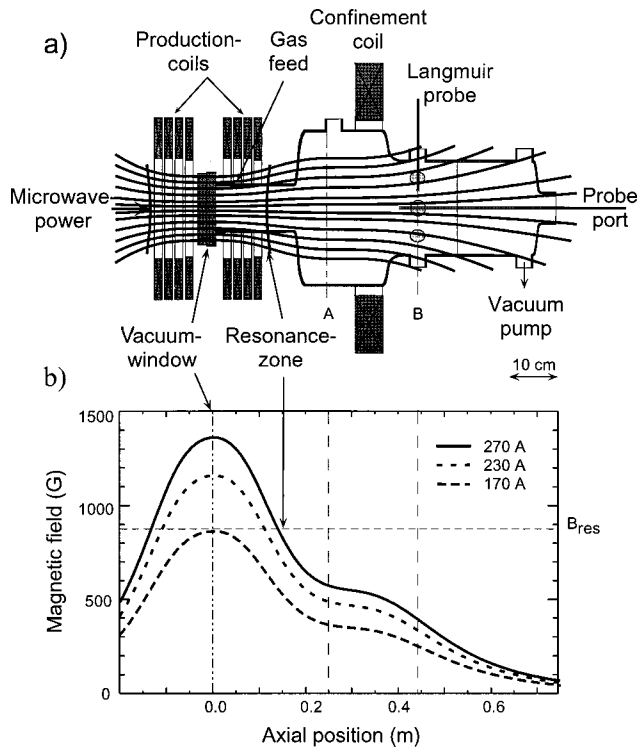 a)
Production-
coils
Gas
feed
Confinement
coil
Langmuir
probe
Microwave
power
Probe
port
A
B
Vacuum-
window
Resonance-
zone
Vacuum
pump
10 cm
b)
1500
1000
500
0
Magnetic field (G)
270 A
230 A
170 A
Bres
0.0
0.2
0.4
0.6
Axial position (m)